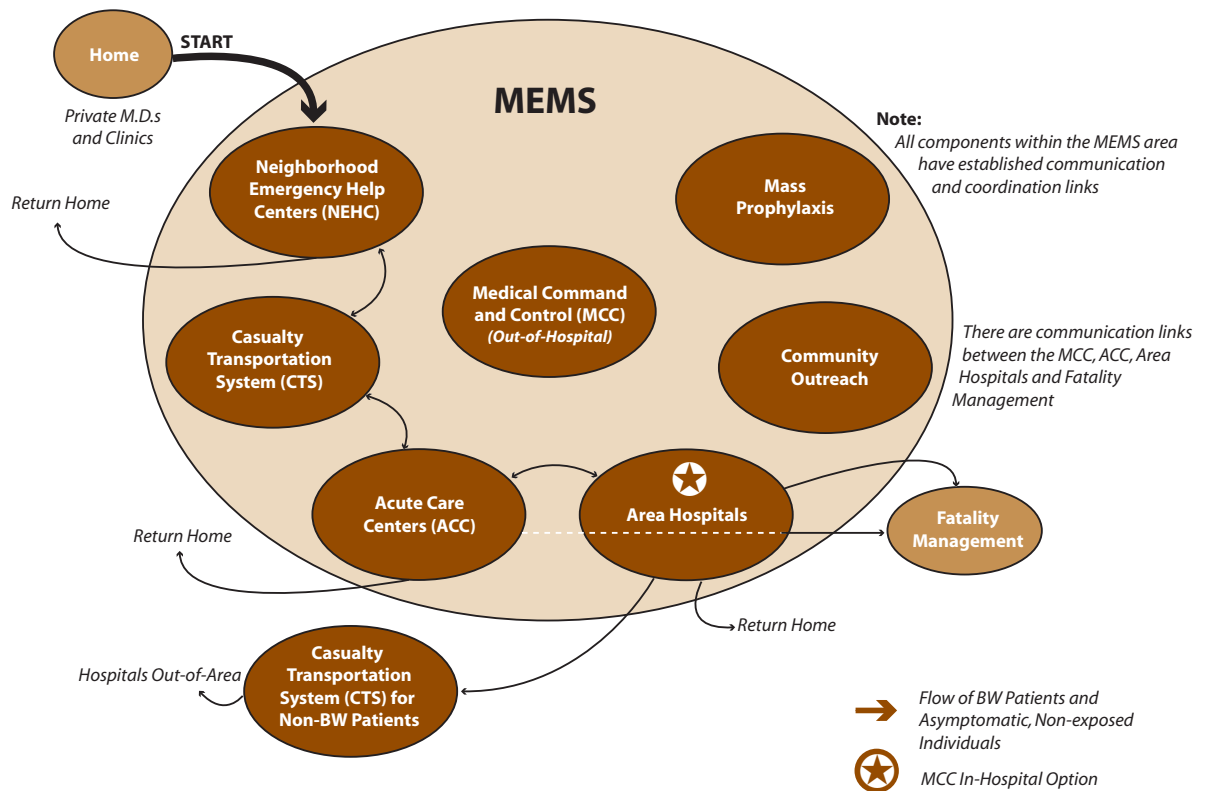 START
Home
Private M.D.s
and Clinics
MEMS
Note:
All components within the MEMS area
have established communication
and coordination links
Neighborhood
Emergency Help
Centers (NEHC)
Mass
Prophylaxis
Return Home
Medical Command
and Control (MCC)
(Out-of-Hospital)
Casualty
Transportation
System (CTS)
Community
Outreach
There are communication links
between the MCC, ACC, Area
Hospitals and Fatality
Management
Acute Care
Centers (ACC)
Area Hospitals
Fatality
Management
Return Home
Return Home
Casualty
Transportation
System (CTS) for
Non-BW Patients
Hospitals Out-of-Area
Flow of BW Patients and
Asymptomatic, Non-exposed
Individuals
MCC In-Hospital Option